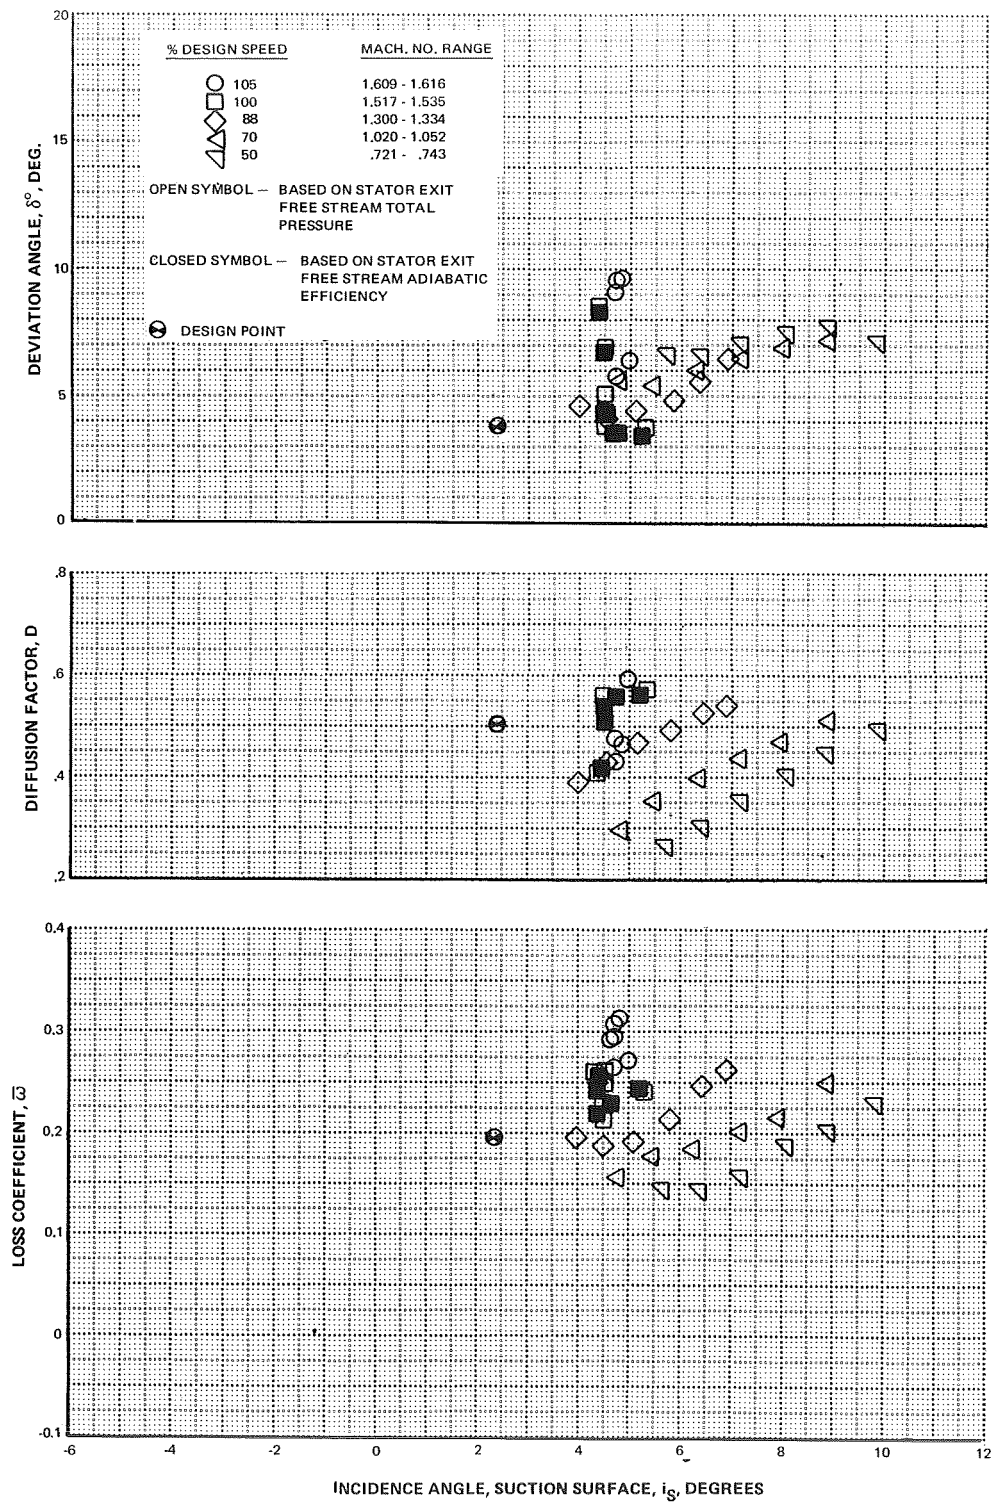 20
15
10
5
0
DEVIATION ANGLE, δ°, DEG.
% DESIGN SPEED MACH. NO. RANGE
105 1.609 - 1.616
100 1.517 - 1.535
88 1.300 - 1.334
70 1.020 - 1.052
50 .721 - .743
OPEN SYMBOL — BASED ON STATOR EXIT
FREE STREAM TOTAL
PRESSURE
CLOSED SYMBOL — BASED ON STATOR EXIT
FREE STREAM ADIABATIC
EFFICIENCY
DESIGN POINT
.8
.6
.4
.2
DIFFUSION FACTOR, D
0.4
0.3
0.2
0.1
0
-0.1
LOSS COEFFICIENT, ω̅
-6 -4 -2 0 2 4 6 8 10 12
INCIDENCE ANGLE, SUCTION SURFACE, iS, DEGREES